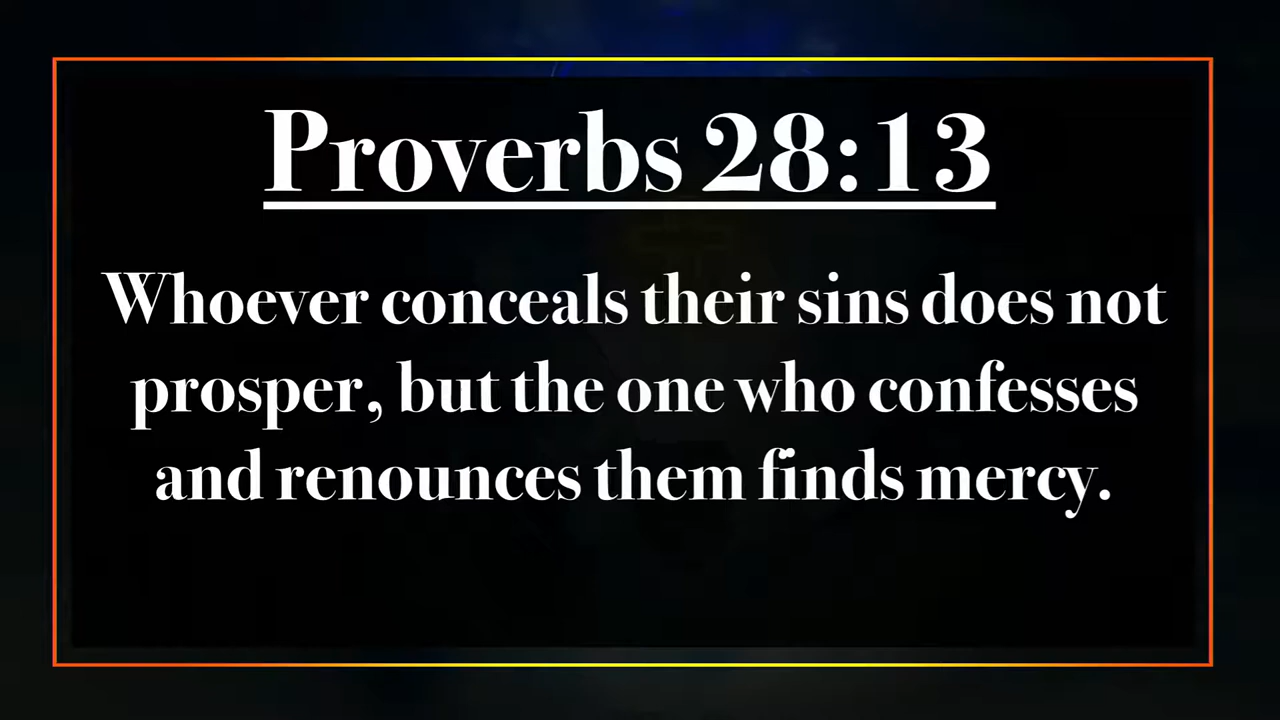 Proverbs 28:13
Whoever conceals their sins does not
prosper, but the one who confesses
and renounces them finds mercy.